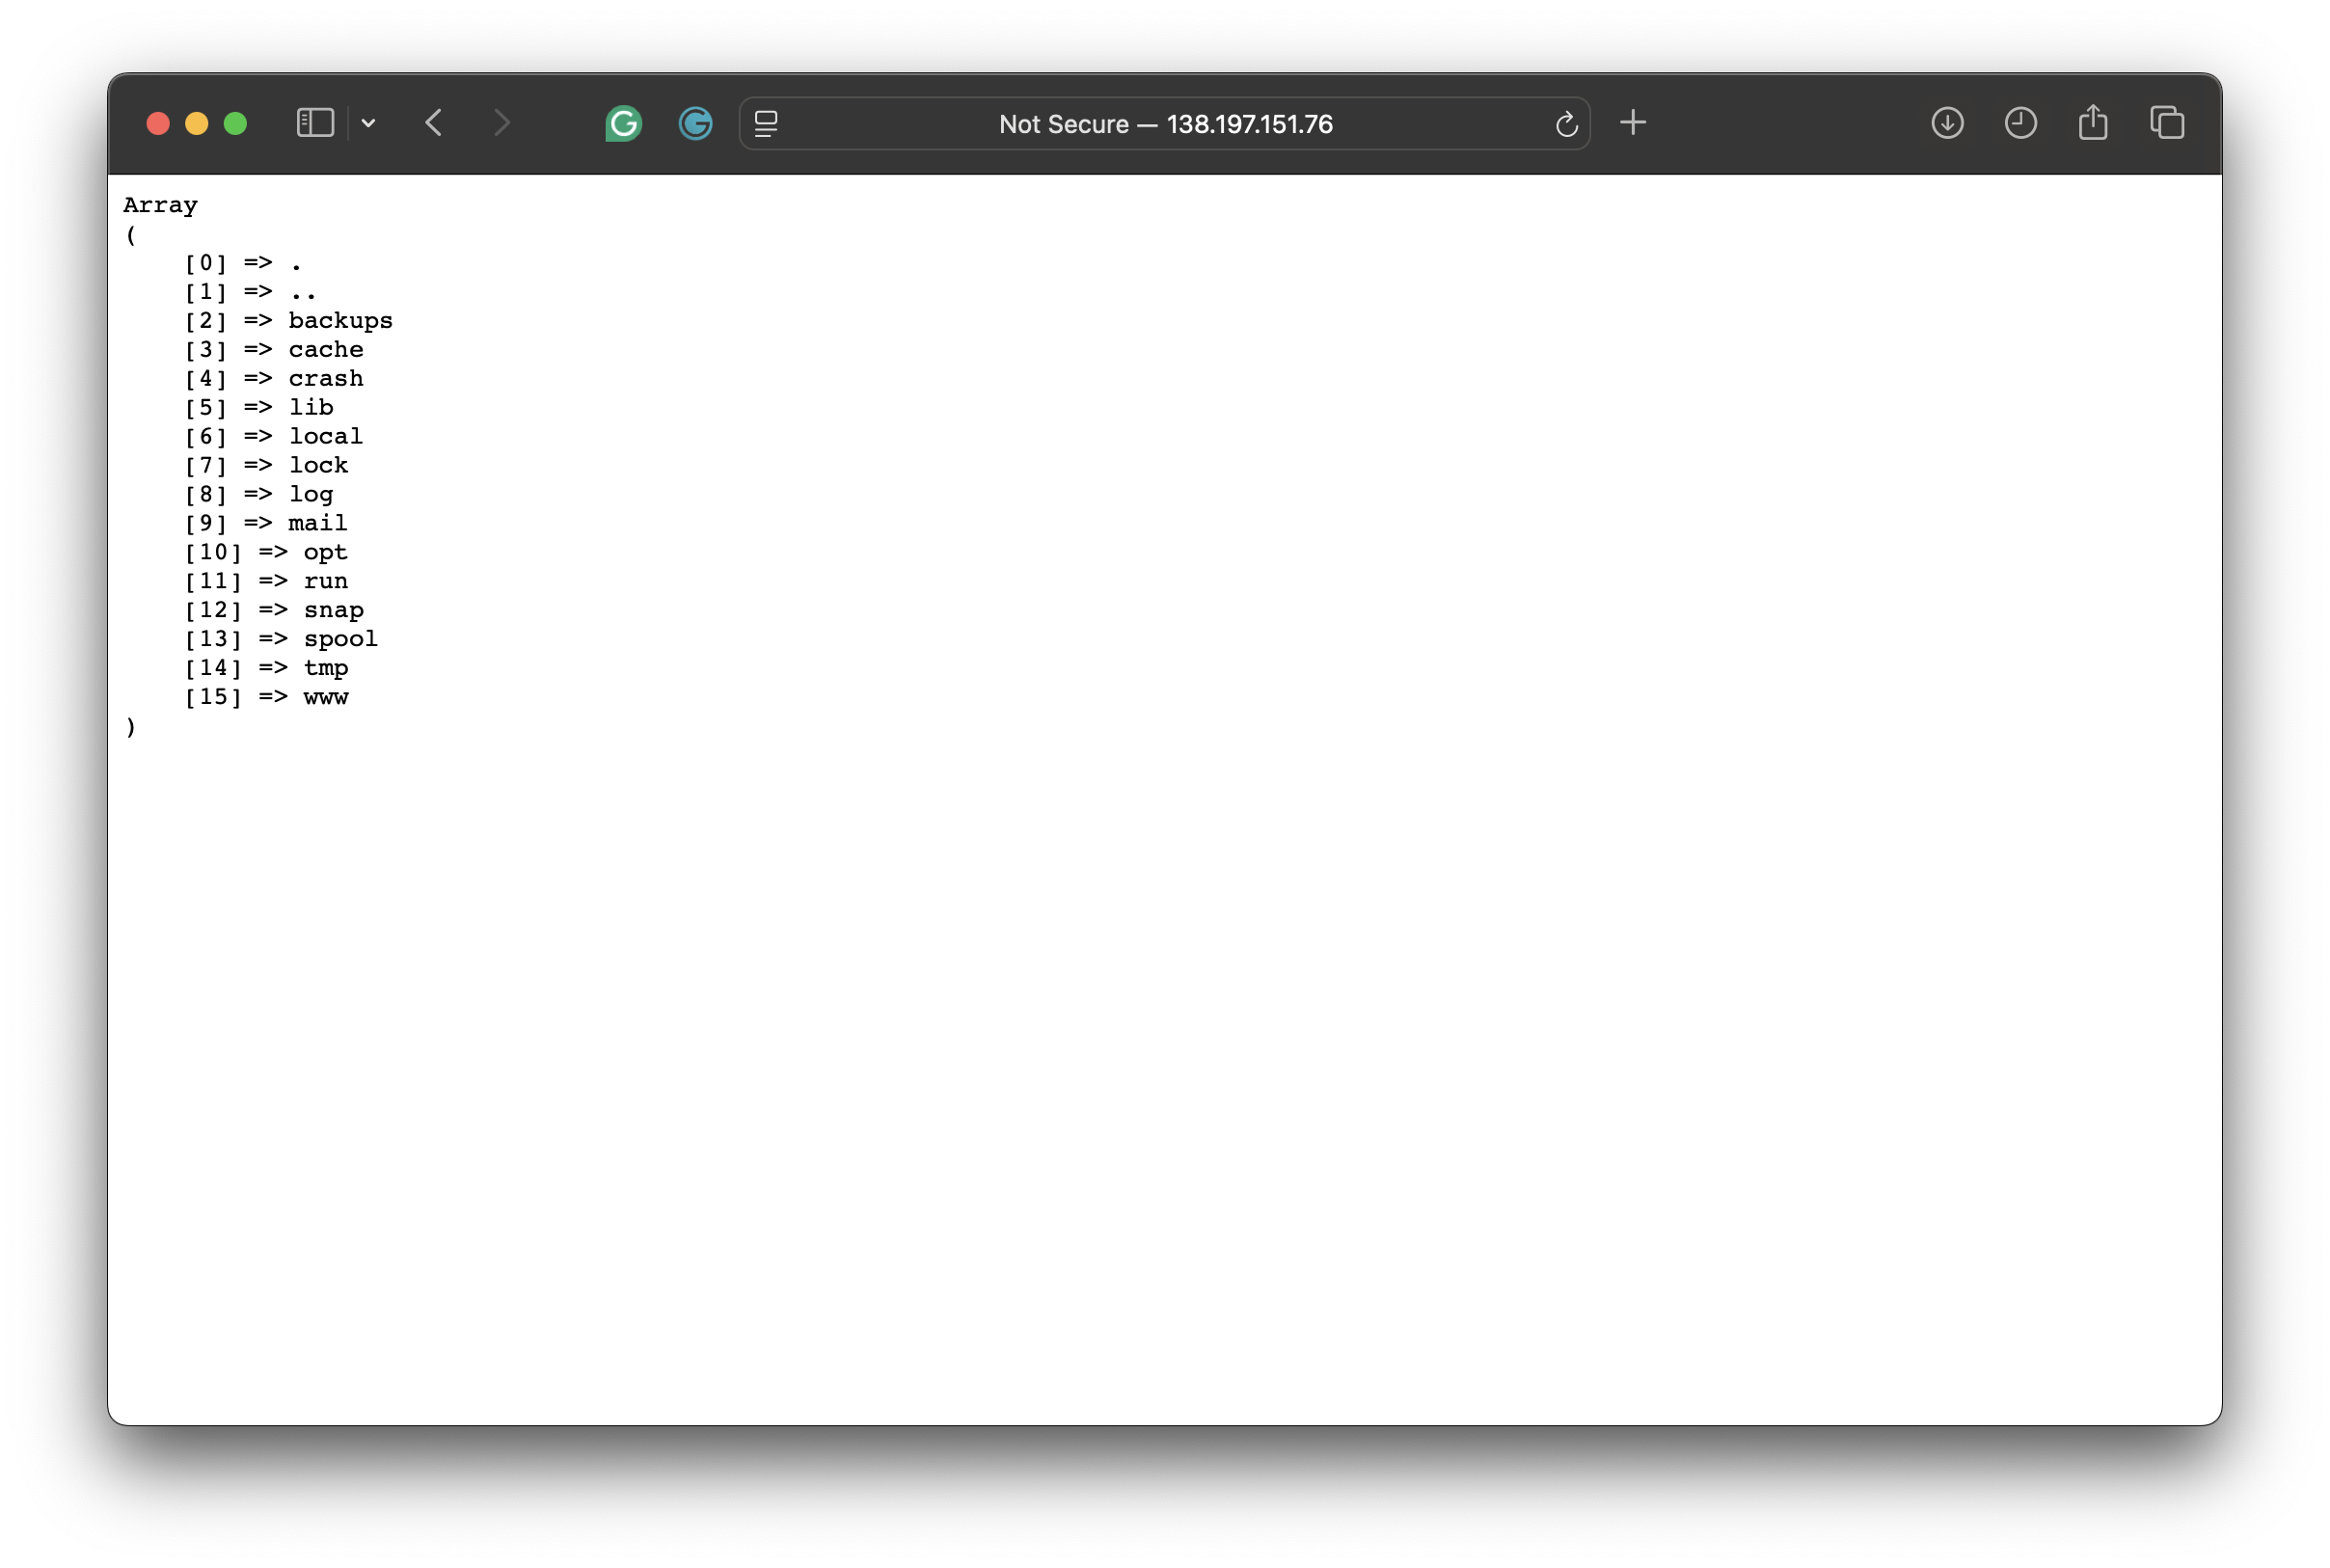 Not Secure — 138.197.151.76
Array
(
    [0] => .
    [1] => ..
    [2] => backups
    [3] => cache
    [4] => crash
    [5] => lib
    [6] => local
    [7] => lock
    [8] => log
    [9] => mail
    [10] => opt
    [11] => run
    [12] => snap
    [13] => spool
    [14] => tmp
    [15] => www
)